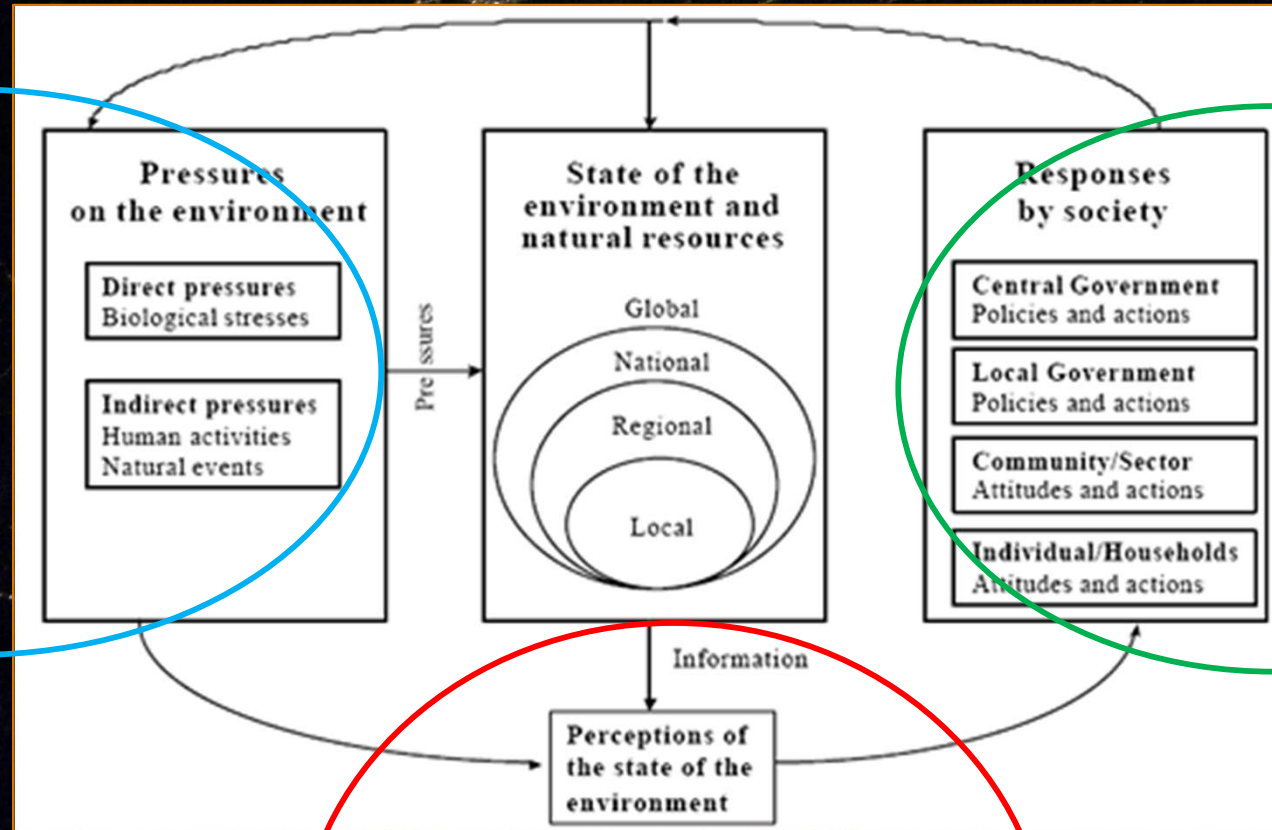 Pressures
on the environment
Direct pressures
Biological stresses
Indirect pressures
Human activities
Natural events
Pressures
State of the
environment and
natural resources
Global
National
Regional
Local
Information
Perceptions of
the state of the
environment
Responses
by society
Central Government
Policies and actions
Local Government
Policies and actions
Community/Sector
Attitudes and actions
Individual/Households
Attitudes and actions